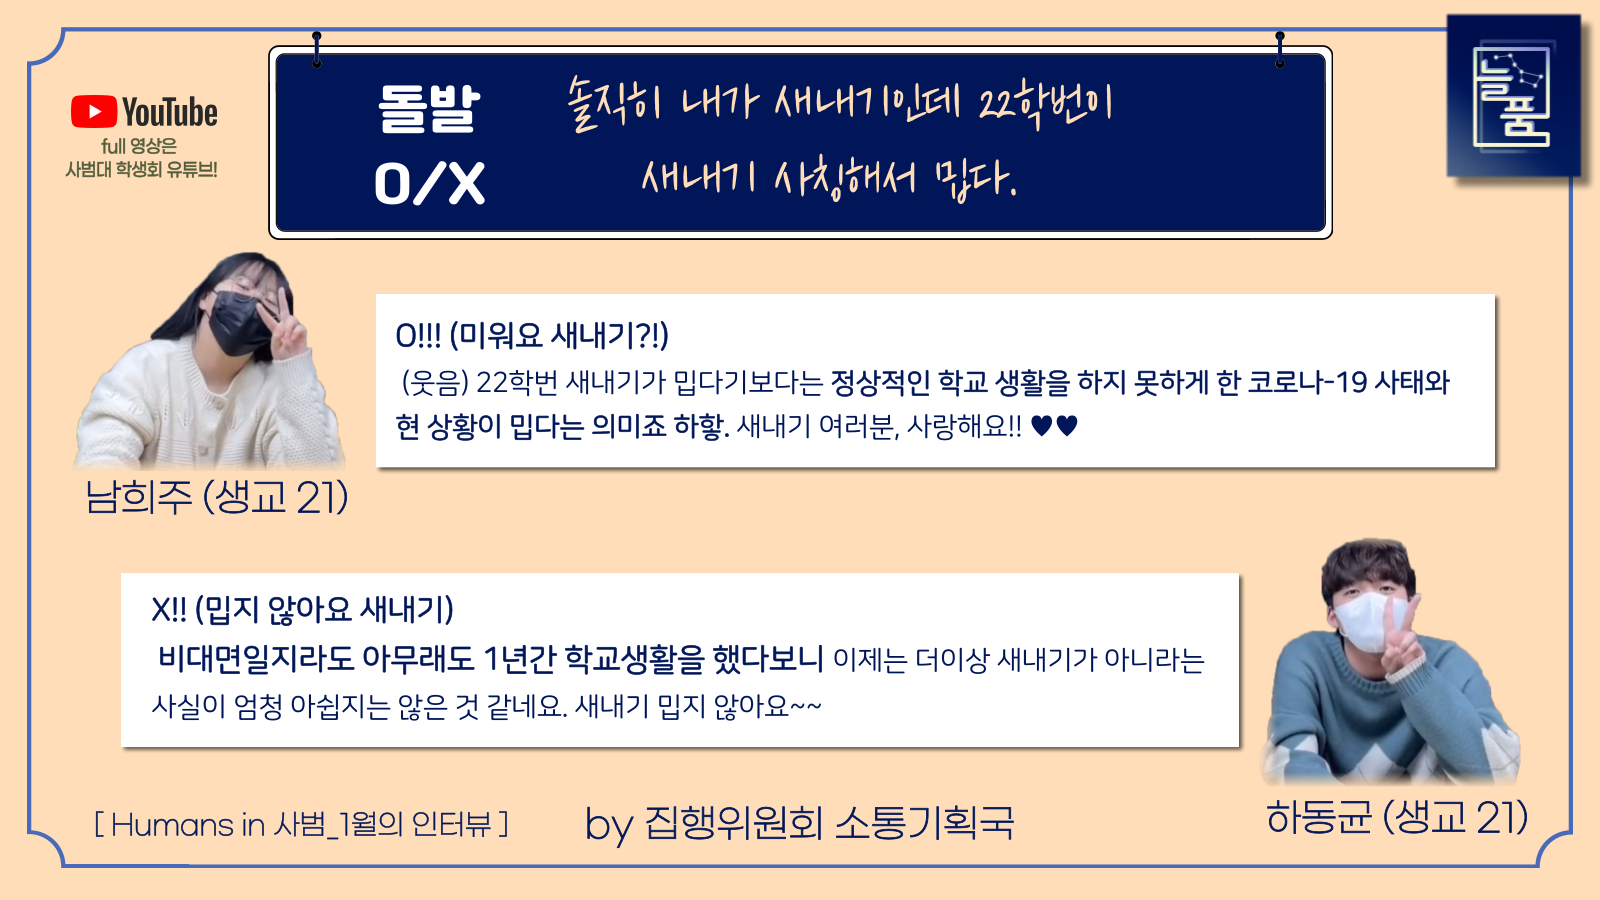 YouTube
full 영상은
사범대 학생회 유튜브!
돌발
O/X
솔직히 내가 새내기인데 22학번이
새내기 사칭해서 밉다.
늘품
O!!! (미워요 새내기?!)
(웃음) 22학번 새내기가 밉다기보다는 정상적인 학교 생활을 하지 못하게 한 코로나-19 사태와
현 상황이 밉다는 의미죠 하핳. 새내기 여러분, 사랑해요!! ♥♥
남희주 (생교 21)
X!! (밉지 않아요 새내기)
비대면일지라도 아무래도 1년간 학교생활을 했다보니 이제는 더이상 새내기가 아니라는
사실이 엄청 아쉽지는 않은 것 같네요. 새내기 밉지 않아요~~
하동균 (생교 21)
[ Humans in 사범_1월의 인터뷰 ]
by 집행위원회 소통기획국